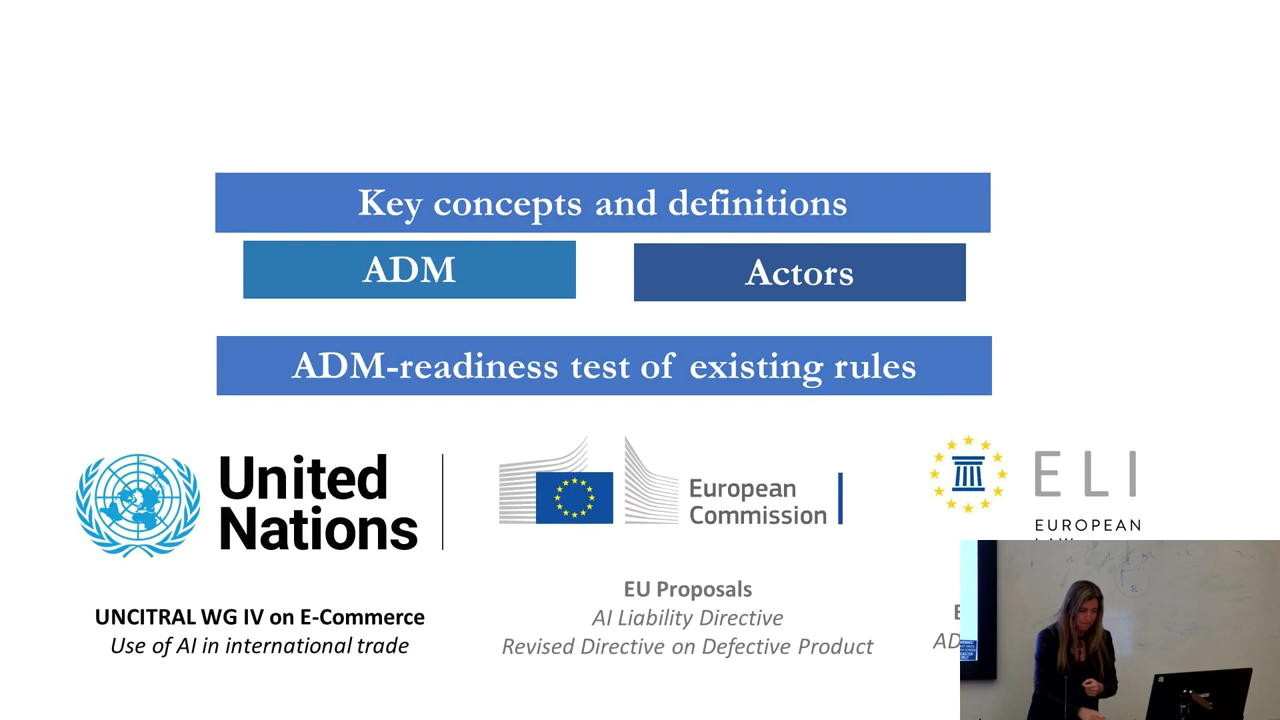 Key concepts and definitions
ADM
Actors
ADM-readiness test of existing rules
United
Nations
European
Commission
ELI
EUROPEAN
UNCITRAL WG IV on E-Commerce
Use of AI in international trade
EU Proposals
AI Liability Directive
Revised Directive on Defective Product